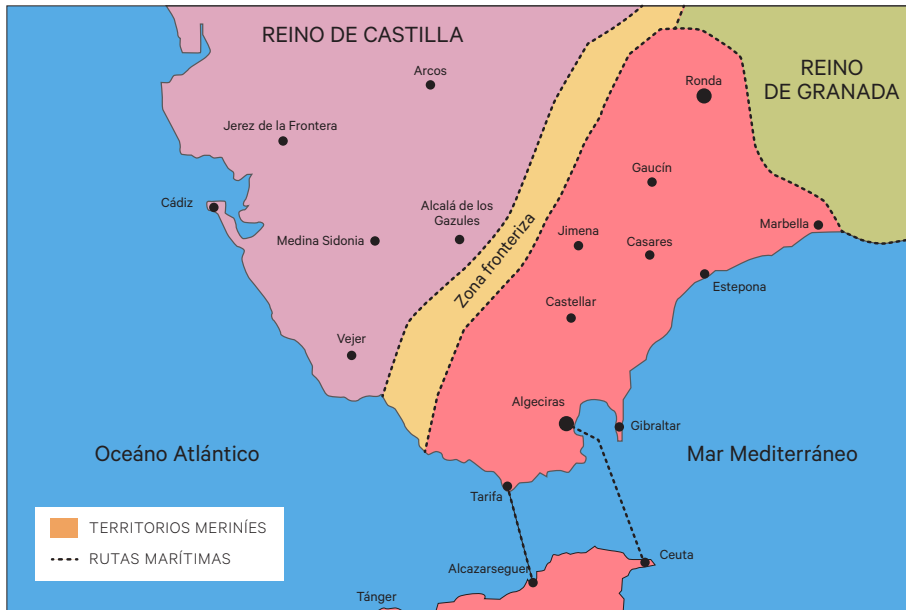 REINO DE CASTILLA
Arcos
Ronda
REINO
DE GRANADA
Jerez de la Frontera
Gaucín
Cádiz
Alcalá de los
Gazules
Marbella
Medina Sidonia
Jimena
Casares
Zona fronteriza
Estepona
Castellar
Vejer
Algeciras
Gibraltar
Oceáno Atlántico
Mar Mediterráneo
Tarifa
TERRITORIOS MERINÍES
RUTAS MARÍTIMAS
Ceuta
Alcazarseguer
Tánger